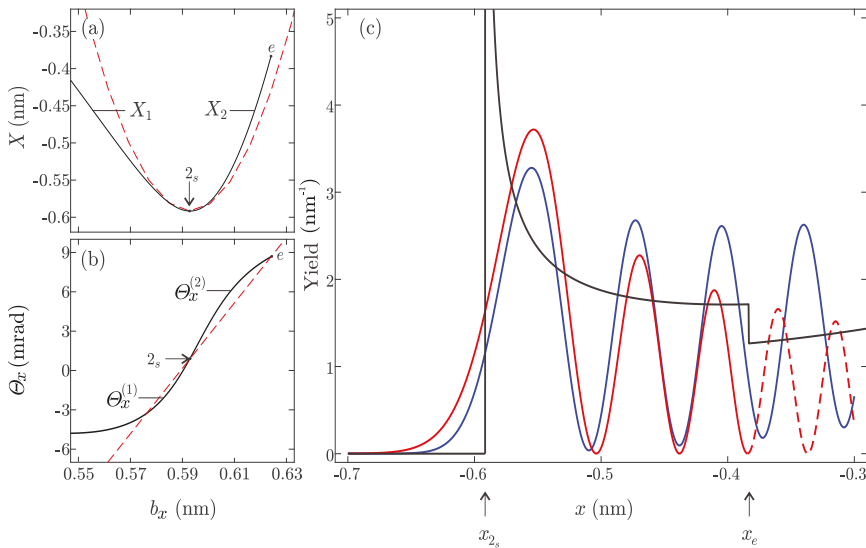 (a)
X (nm)
-0.35
-0.4
-0.45
-0.5
-0.55
-0.6
e
X₁
X₂
2ₛ
(b)
Θₓ (mrad)
9
6
3
0
-3
-6
e
Θₓ⁽²⁾
2ₛ
Θₓ⁽¹⁾
0.55 0.57 0.59 0.61 0.63
bₓ (nm)
(c)
Yield (nm⁻¹)
5
4
3
2
1
0
-0.7 -0.6 -0.5 -0.4 -0.3
x (nm)
x₂ₛ
xₑ